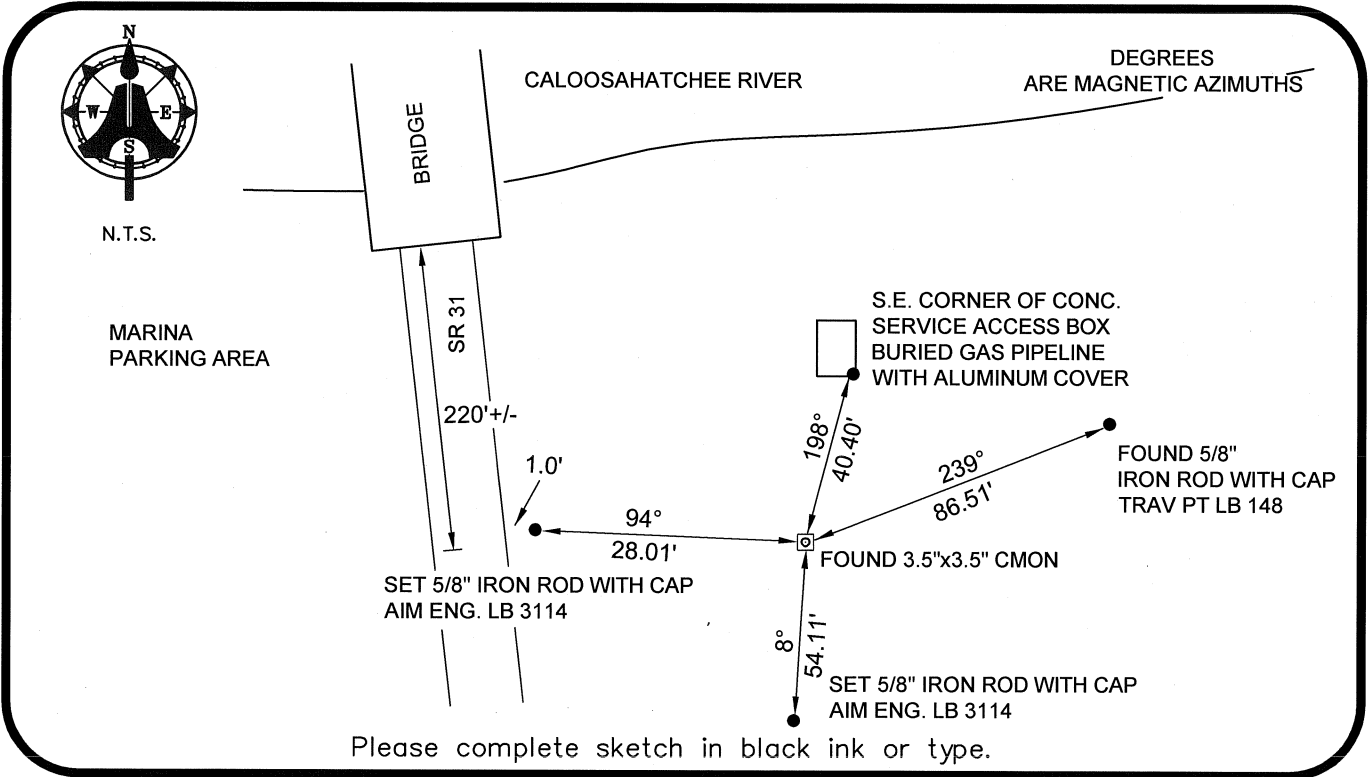 N
W E
S
N.T.S.
CALOOSAHATCHEE RIVER
DEGREES
ARE MAGNETIC AZIMUTHS
BRIDGE
MARINA
PARKING AREA
SR 31
220'+/-
1.0'
S.E. CORNER OF CONC.
SERVICE ACCESS BOX
BURIED GAS PIPELINE
WITH ALUMINUM COVER
198°
40.40'
239°
86.51'
FOUND 5/8"
IRON ROD WITH CAP
TRAV PT LB 148
94°
28.01'
FOUND 3.5"x3.5" CMON
SET 5/8" IRON ROD WITH CAP
AIM ENG. LB 3114
8°
54.11'
SET 5/8" IRON ROD WITH CAP
AIM ENG. LB 3114
Please complete sketch in black ink or type.